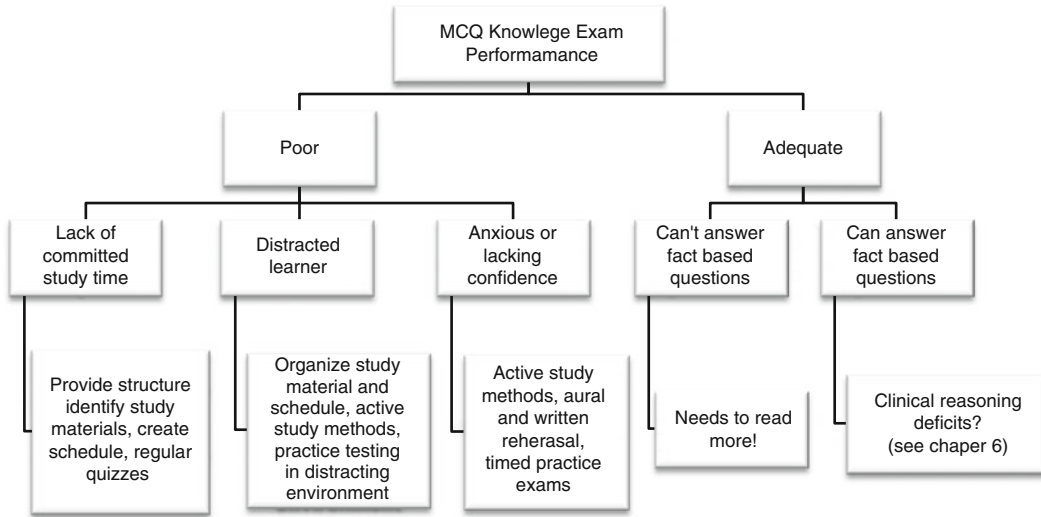 MCQ Knowlege Exam
Performamance
Poor
Adequate
Lack of
committed
study time
Distracted
learner
Anxious or
lacking
confidence
Can't answer
fact based
questions
Can answer
fact based
questions
Provide structure
identify study
materials, create
schedule, regular
quizzes
Organize study
material and
schedule, active
study methods,
practice testing
in distracting
environment
Active study
methods, aural
and written
reherasal,
timed practice
exams
Needs to read
more!
Clinical reasoning
deficits?
(see chaper 6)